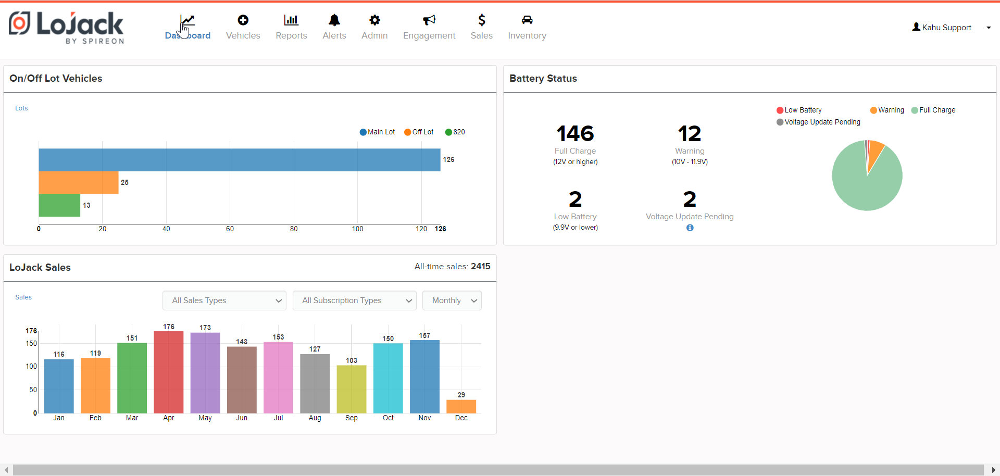 LoJack
BY SPIREON
Dashboard
Vehicles
Reports
Alerts
Admin
Engagement
Sales
Inventory
Kahu Support
On/Off Lot Vehicles
Lots
Main Lot
Off Lot
820
126
25
13
0 20 40 60 80 100 120 126
Battery Status
146
Full Charge
(12V or higher)
12
Warning
(10V - 11.9V)
2
Low Battery
(9.9V or lower)
2
Voltage Update Pending
Low Battery
Warning
Full Charge
Voltage Update Pending
LoJack Sales
All-time sales: 2415
Sales
All Sales Types
All Subscription Types
Monthly
176
150
100
50
0
116 119 151 176 173 143 153 127 103 150 157 29
Jan Feb Mar Apr May Jun Jul Aug Sep Oct Nov Dec